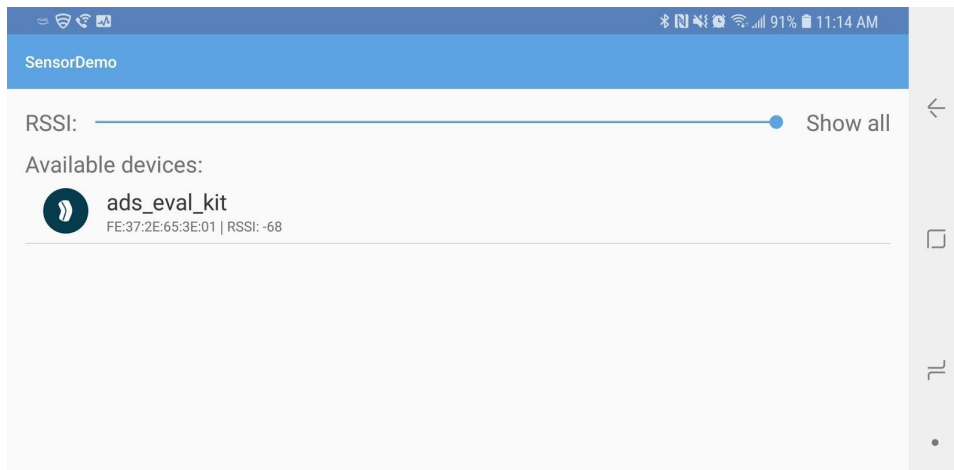 91% 11:14 AM
SensorDemo
RSSI: Show all
Available devices:
ads_eval_kit
FE:37:2E:65:3E:01 | RSSI: -68